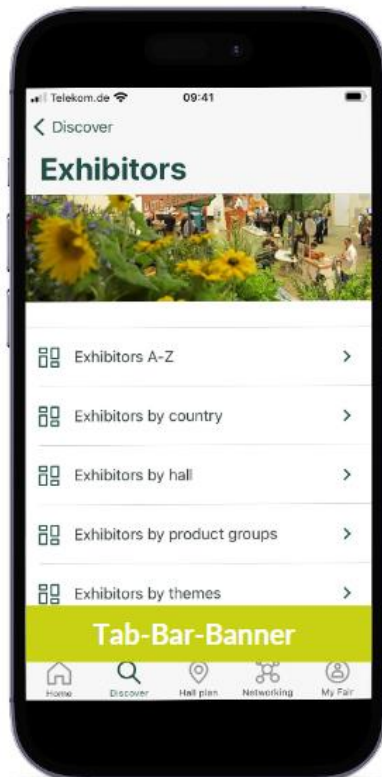 Telekom.de 09:41
Discover
Exhibitors
Exhibitors A-Z
Exhibitors by country
Exhibitors by hall
Exhibitors by product groups
Exhibitors by themes
Tab-Bar-Banner
Home Discover Hall plan Networking My Fair